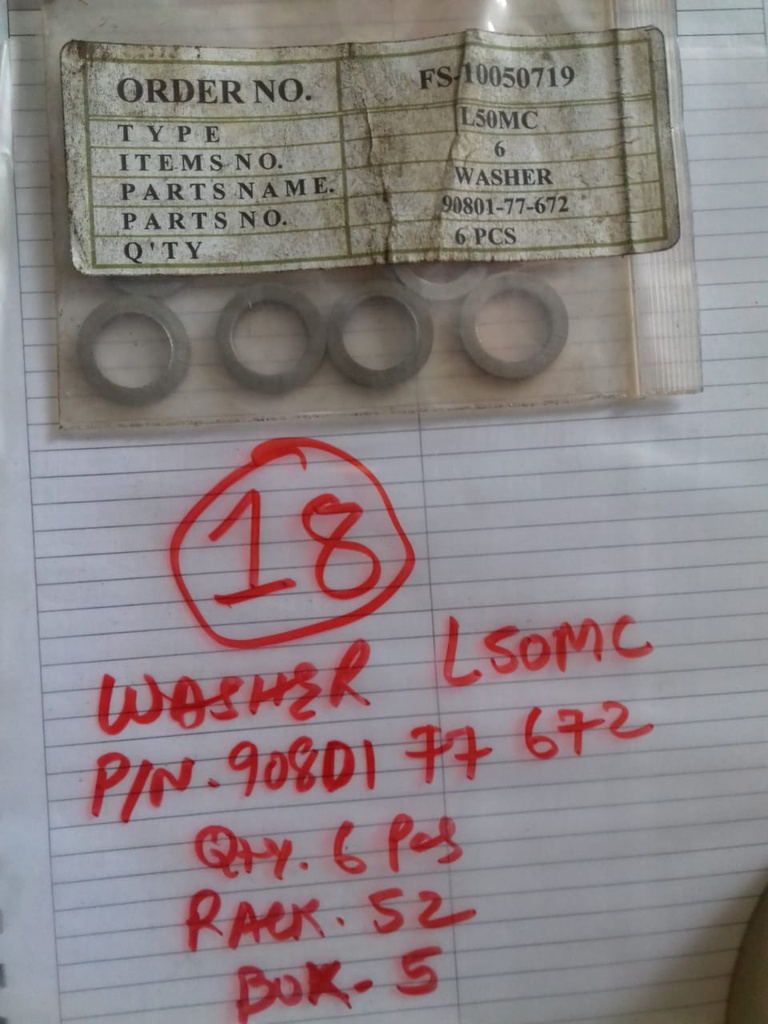 ORDER NO. FS-10050719
TYPE L50MC
ITEMS NO. 6
PARTS NAME. WASHER
PARTS NO. 90801-77-672
Q'TY 6 PCS
18
WASHER L50MC
P/N. 90801 77 672
Qty. 6 Pcs
RACK. 52
BOX. 5